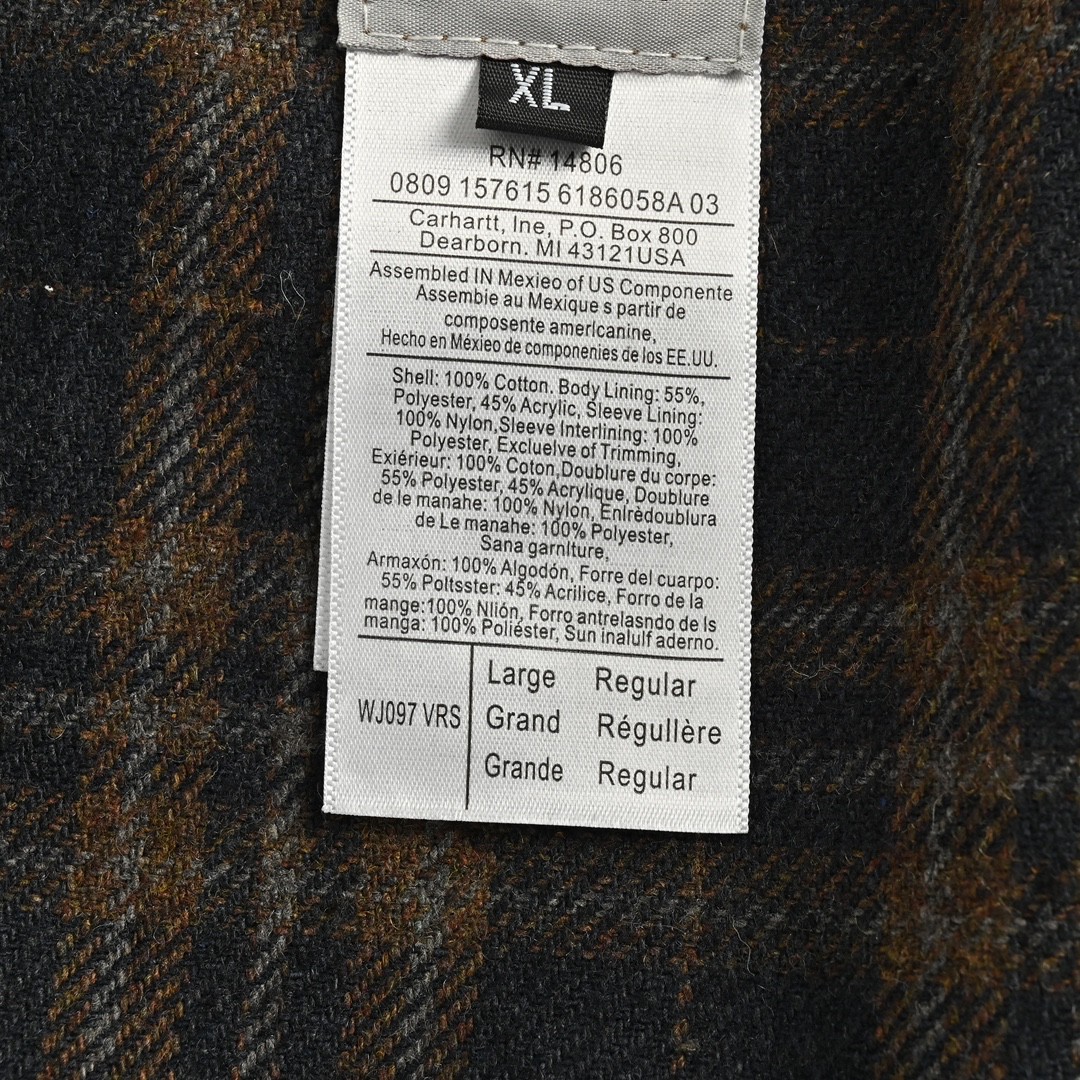 XL
RN# 14806
0809 157615 6186058A 03
Carhartt, Ine, P.O. Box 800
Dearborn. MI 43121USA
Assembled IN Mexieo of US Componente
Assembie au Mexique s partir de
composente amerlcanine,
Hecho en Méxieo de componenies de los EE.UU.
Shell: 100% Cotton. Body Lining: 55%,
Polyester, 45% Acrylic, Sleeve Lining:
100% Nylon,Sleeve Interlining: 100%
Polyester, Excluelve of Trimming,
Exiérieur: 100% Coton,Doublure du corpe:
55% Polyester, 45% Acrylique, Doublure
de le manahe: 100% Nylon, Enlrèdoublura
de Le manahe: 100% Polyester,
Sana garnlture,
Armaxón: 100% Algodón, Forre del cuarpo:
55% Poltsster: 45% Acrilice, Forro de la
mange:100% Nlión, Forro antrelasndo de ls
manga: 100% Poliéster, Sun inalulf aderno.
WJ097 VRS
Large Regular
Grand Régullère
Grande Regular